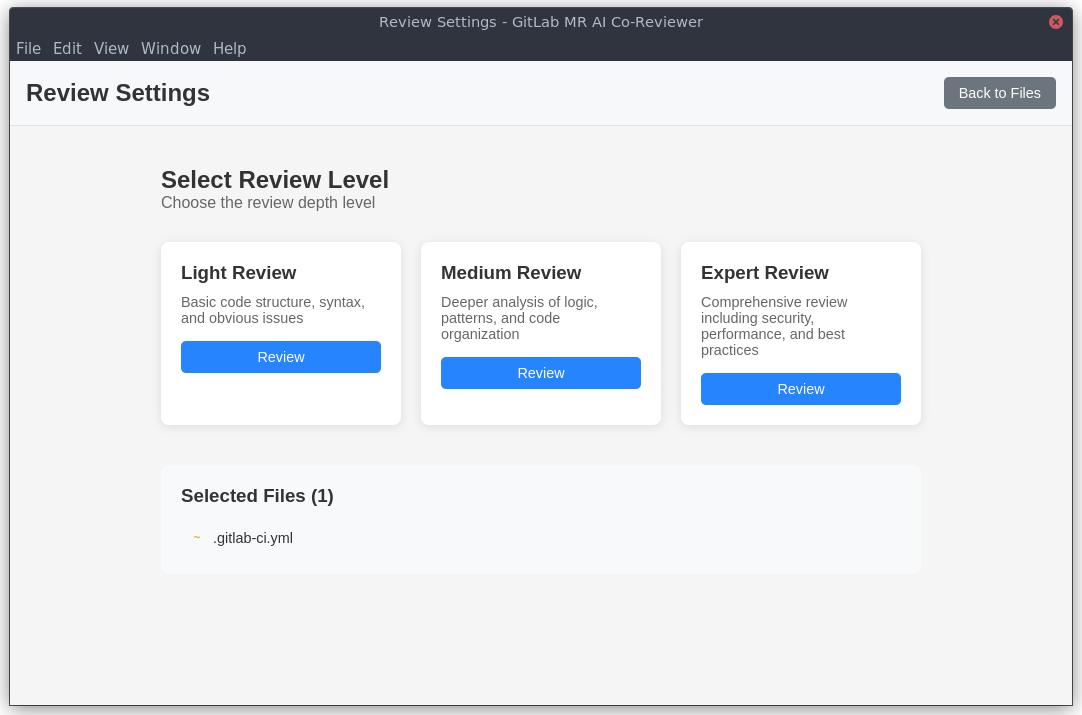 Review Settings - GitLab MR AI Co-Reviewer
File Edit View Window Help
Review Settings
Back to Files
Select Review Level
Choose the review depth level
Light Review
Basic code structure, syntax,
and obvious issues
Review
Medium Review
Deeper analysis of logic,
patterns, and code
organization
Review
Expert Review
Comprehensive review
including security,
performance, and best
practices
Review
Selected Files (1)
~ .gitlab-ci.yml